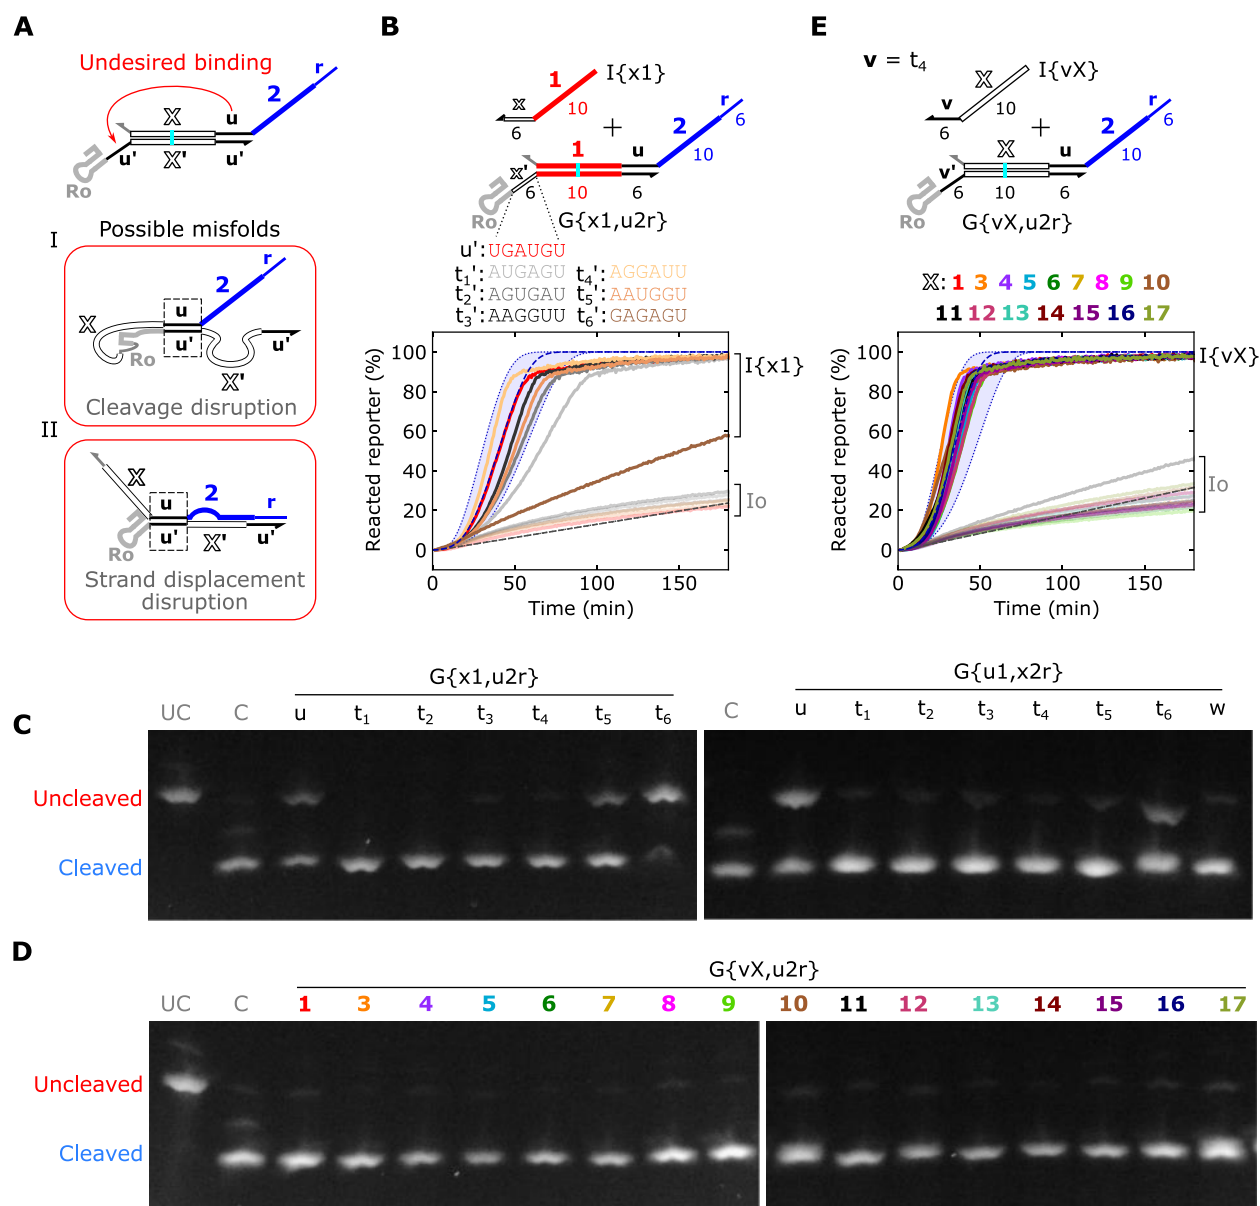 A
Undesired binding
r
2
X
u
u'
X'
u'
Ro
Possible misfolds
I
r
2
u
X
Ro
u'
X'
u'
Cleavage disruption
II
X
u
2
r
Ro
u'
X'
u'
Strand displacement
disruption
B
I{x1}
1
x
10
6
+
r
2
6
u
1
10
x'
6
10
6
Ro
G{x1,u2r}
u':UGAUGU
t1':AUGAGU t4':AGGAUU
t2':AGUGAU t5':AAUGGU
t3':AAGGUU t6':GAGAGU
100
80
60
40
20
0
Reacted reporter (%)
I{x1}
Io
0 50 100 150
Time (min)
E
v = t4
I{vX}
X
v
10
6
+
r
2
6
X
u
10
v'
6
10
6
Ro
G{vX,u2r}
X: 1 3 4 5 6 7 8 9 10
11 12 13 14 15 16 17
100
80
60
40
20
0
Reacted reporter (%)
I{vX}
Io
0 50 100 150
Time (min)
C
G{x1,u2r}
UC C u t1 t2 t3 t4 t5 t6
G{u1,x2r}
C u t1 t2 t3 t4 t5 t6 w
Uncleaved
Cleaved
D
G{vX,u2r}
UC C 1 3 4 5 6 7 8 9 10 11 12 13 14 15 16 17
Uncleaved
Cleaved